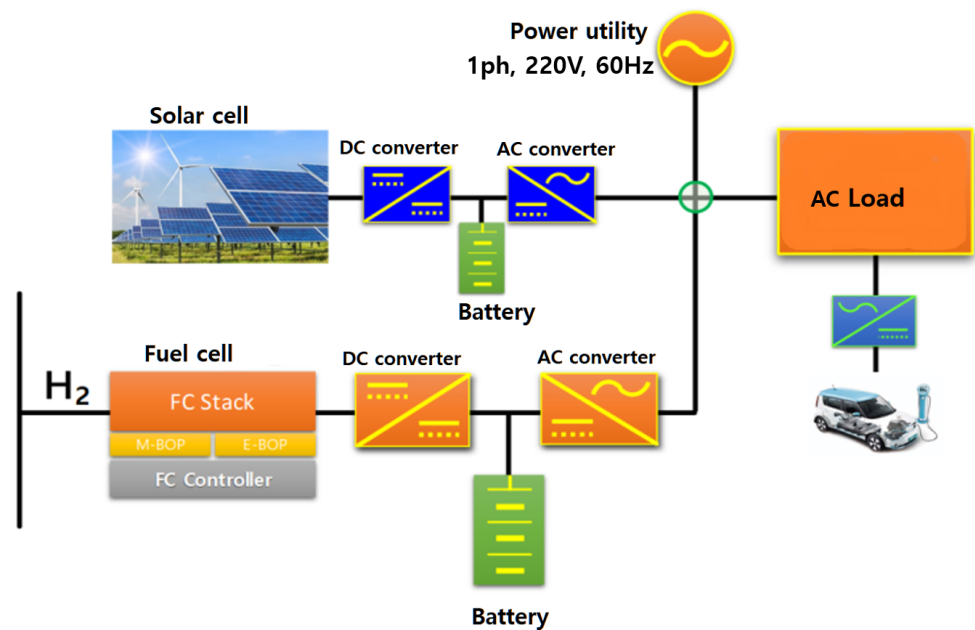 Power utility
1ph, 220V, 60Hz
Solar cell
DC converter
AC converter
AC Load
Battery
Fuel cell
DC converter
AC converter
H₂
FC Stack
M-BOP
E-BOP
FC Controller
Battery